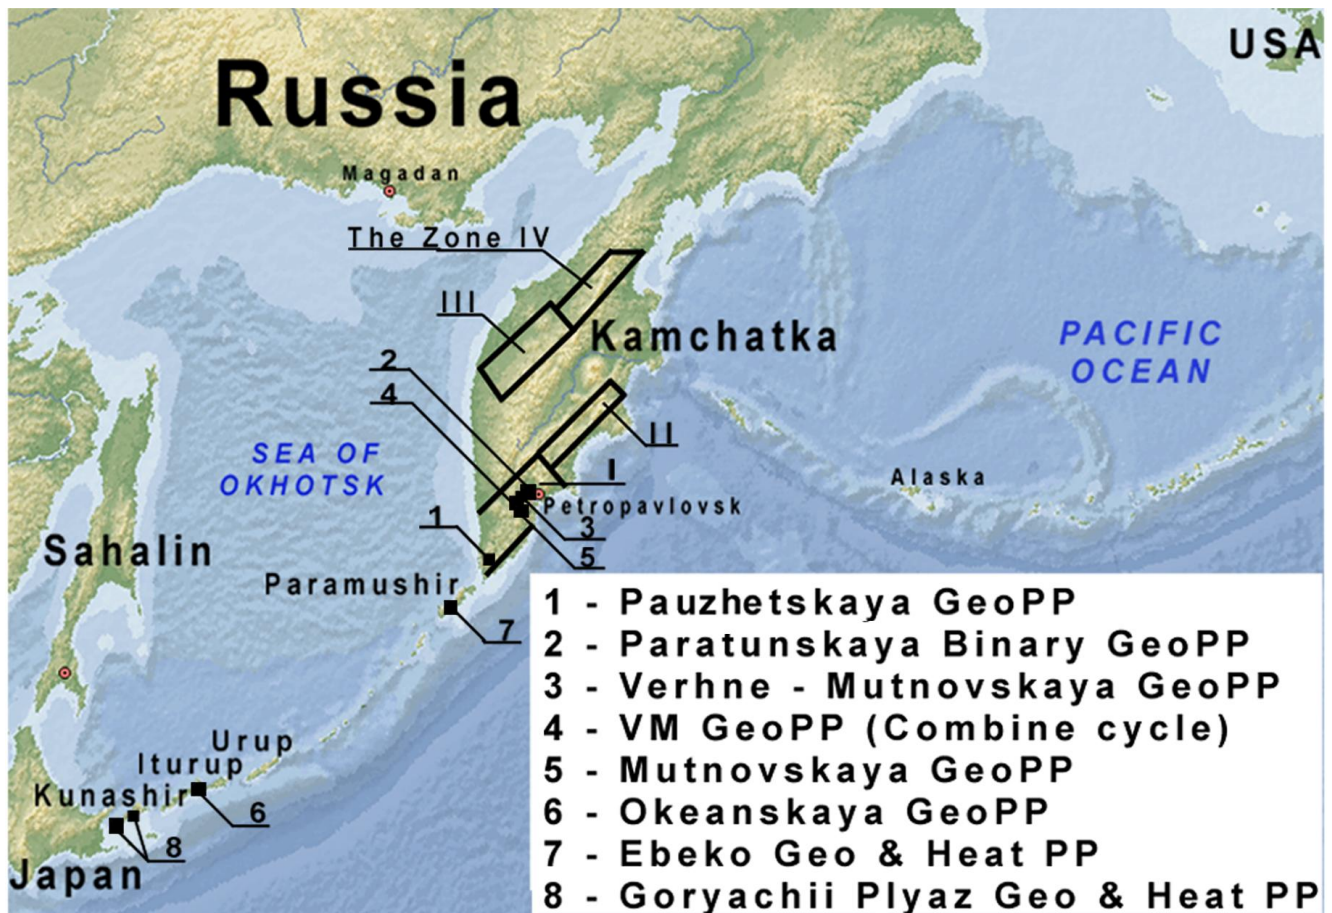 USA
Russia
Magadan
The Zone IV
III
Kamchatka
PACIFIC
OCEAN
2
4
II
SEA OF
OKHOTSK
I
Alaska
Petropavlovsk
1
3
Sahalin
5
Paramushir
7
1 - Pauzhetskaya GeoPP
2 - Paratunskaya Binary GeoPP
3 - Verhne - Mutnovskaya GeoPP
4 - VM GeoPP (Combine cycle)
5 - Mutnovskaya GeoPP
6 - Okeanskaya GeoPP
7 - Ebeko Geo & Heat PP
8 - Goryachii Plyaz Geo & Heat PP
Urup
Iturup
Kunashir
6
8
Japan